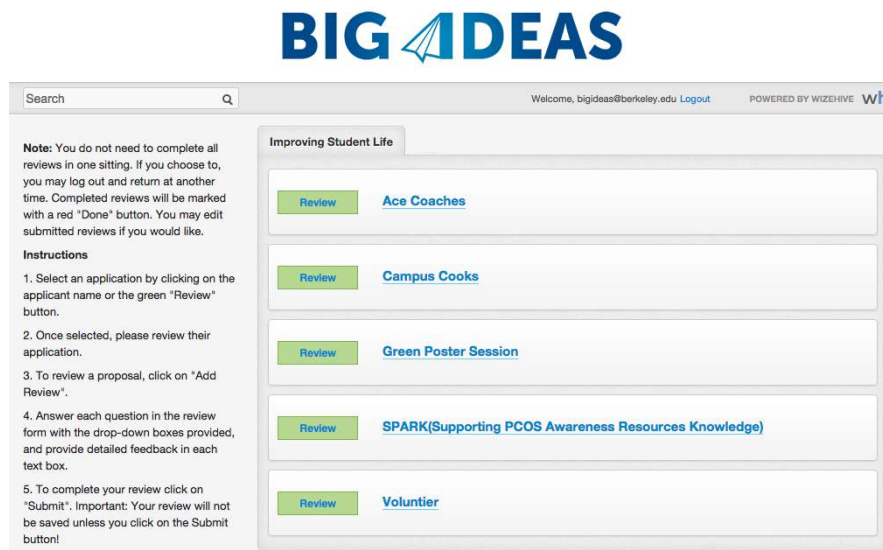 BIG IDEAS
Search
Welcome, bigideas@berkeley.edu Logout
POWERED BY WIZEHIVE
Note: You do not need to complete all
reviews in one sitting. If you choose to,
you may log out and return at another
time. Completed reviews will be marked
with a red "Done" button. You may edit
submitted reviews if you would like.
Instructions
1. Select an application by clicking on the
applicant name or the green "Review"
button.
2. Once selected, please review their
application.
3. To review a proposal, click on "Add
Review".
4. Answer each question in the review
form with the drop-down boxes provided,
and provide detailed feedback in each
text box.
5. To complete your review click on
"Submit". Important: Your review will not
be saved unless you click on the Submit
button!
Improving Student Life
Review Ace Coaches
Review Campus Cooks
Review Green Poster Session
Review SPARK(Supporting PCOS Awareness Resources Knowledge)
Review Voluntier